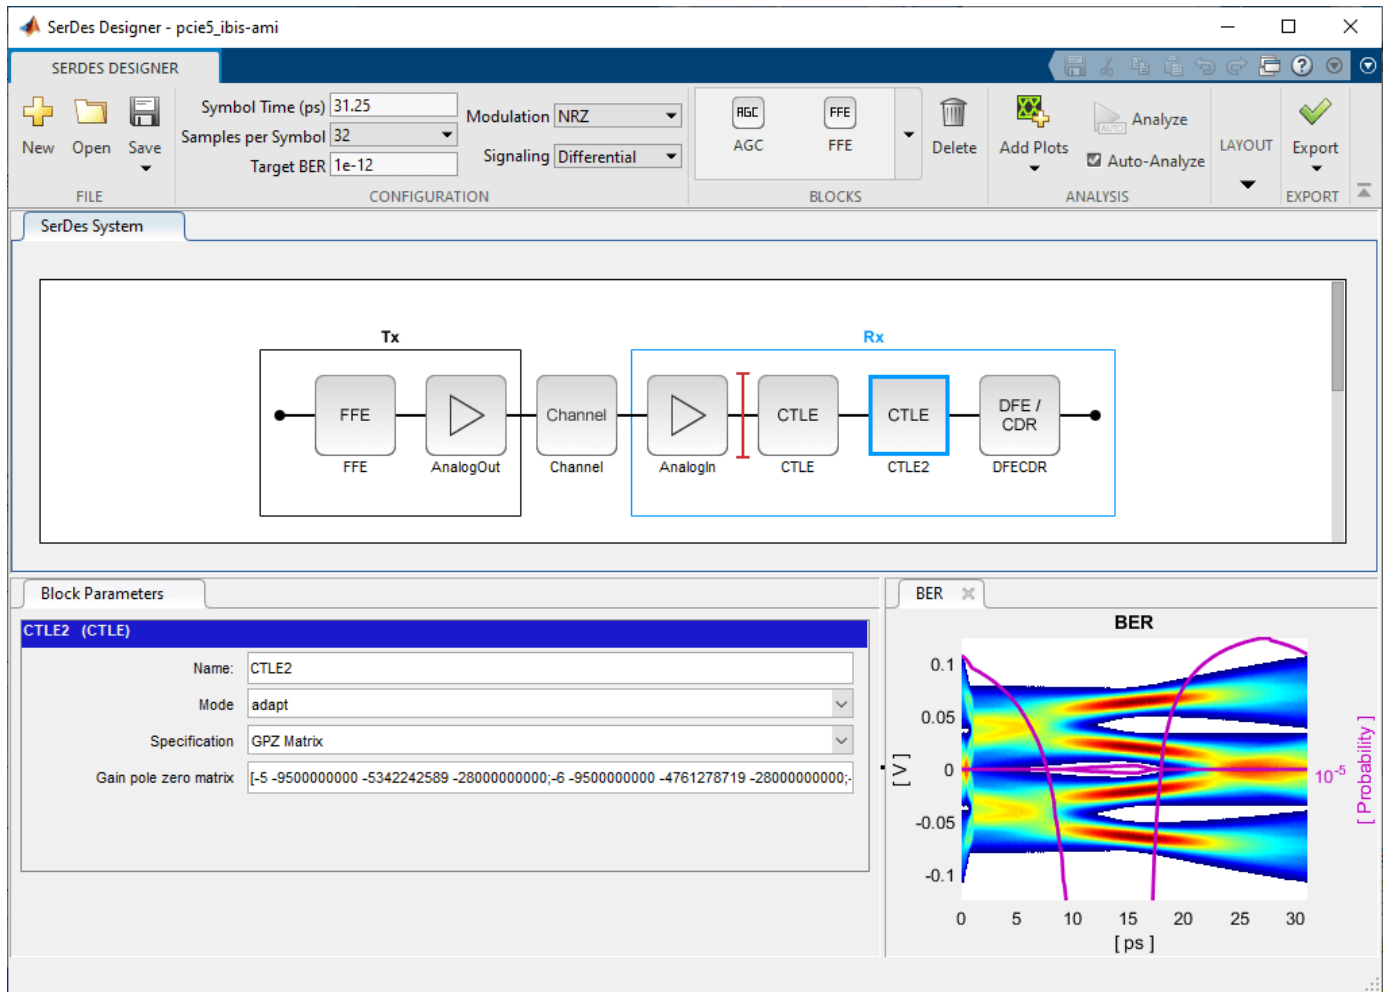 SerDes Designer - pcie5_ibis-ami
SERDES DESIGNER
New
Open
Save
FILE
Symbol Time (ps) 31.25
Samples per Symbol 32
Target BER 1e-12
Modulation NRZ
Signaling Differential
CONFIGURATION
AGC
AGC
FFE
FFE
BLOCKS
Delete
Add Plots
AUTO
Analyze
Auto-Analyze
ANALYSIS
LAYOUT
Export
EXPORT
SerDes System
Tx
Rx
FFE
FFE
AnalogOut
Channel
Channel
AnalogIn
CTLE
CTLE
CTLE
CTLE2
DFE /
CDR
DFECDR
Block Parameters
CTLE2 (CTLE)
Name: CTLE2
Mode adapt
Specification GPZ Matrix
Gain pole zero matrix [-5 -9500000000 -5342242589 -28000000000;-6 -9500000000 -4761278719 -28000000000;-
BER
BER
0.1
0.05
0
-0.05
-0.1
[ V ]
0 5 10 15 20 25 30
[ ps ]
10-5
[ Probability ]